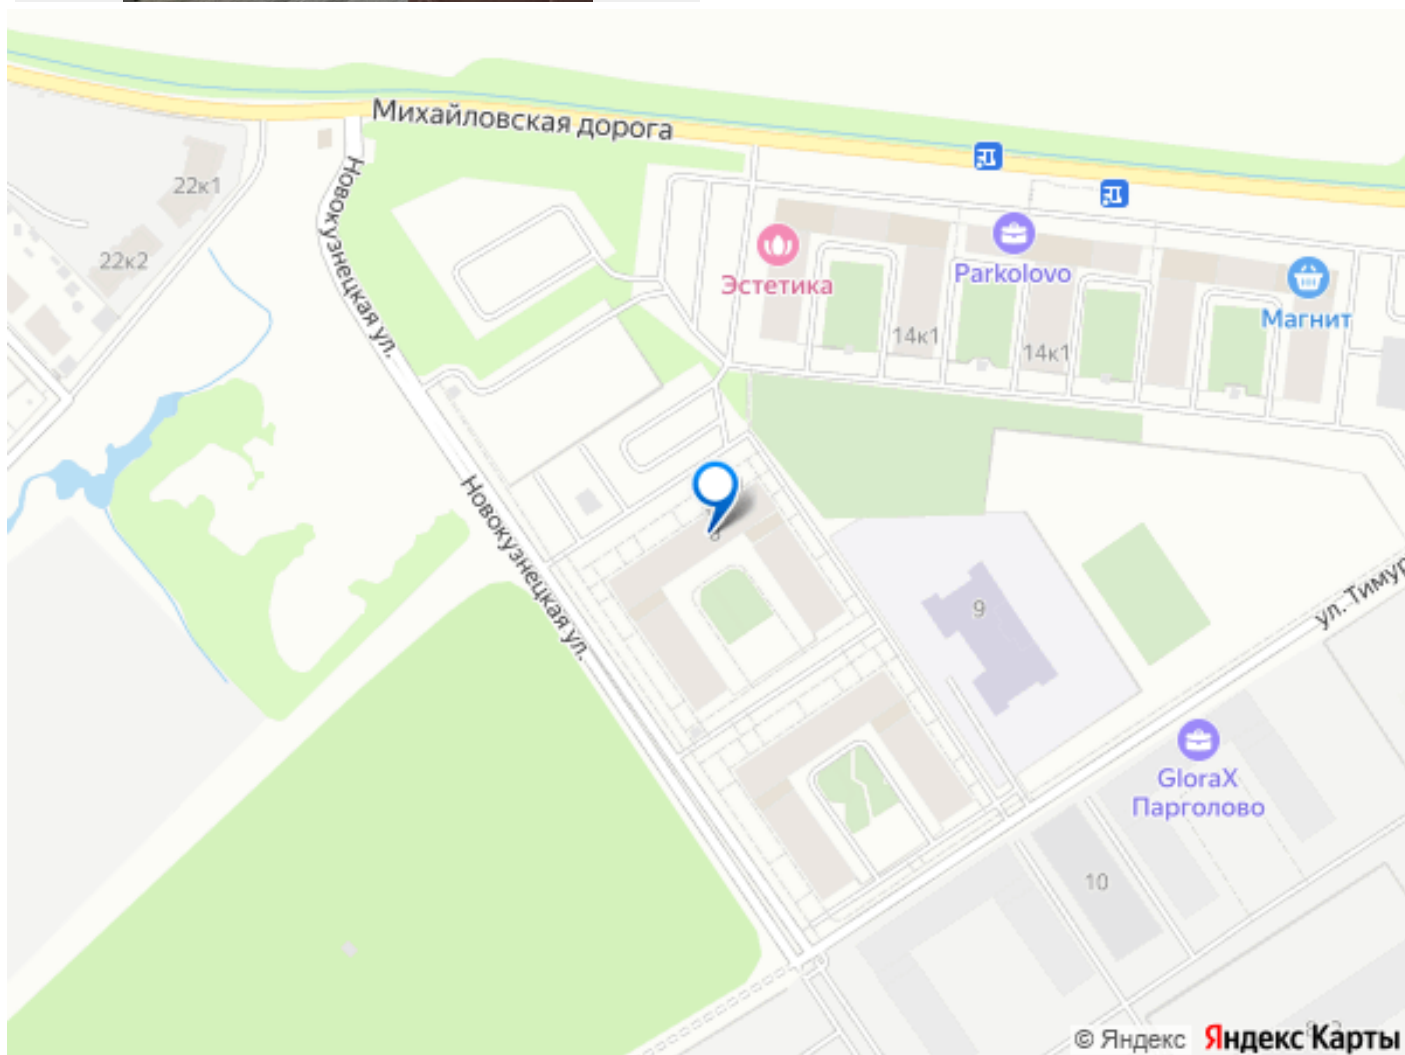 Михайловская дорога
22к1
Новокузнецкая ул.
22к2
Эстетика
Parkolovo
Магнит
14к1
14к1
Новокузнецкая ул.
9
ул. Тимур
GloraX
Парголово
10
© Яндекс Яндекс Карты